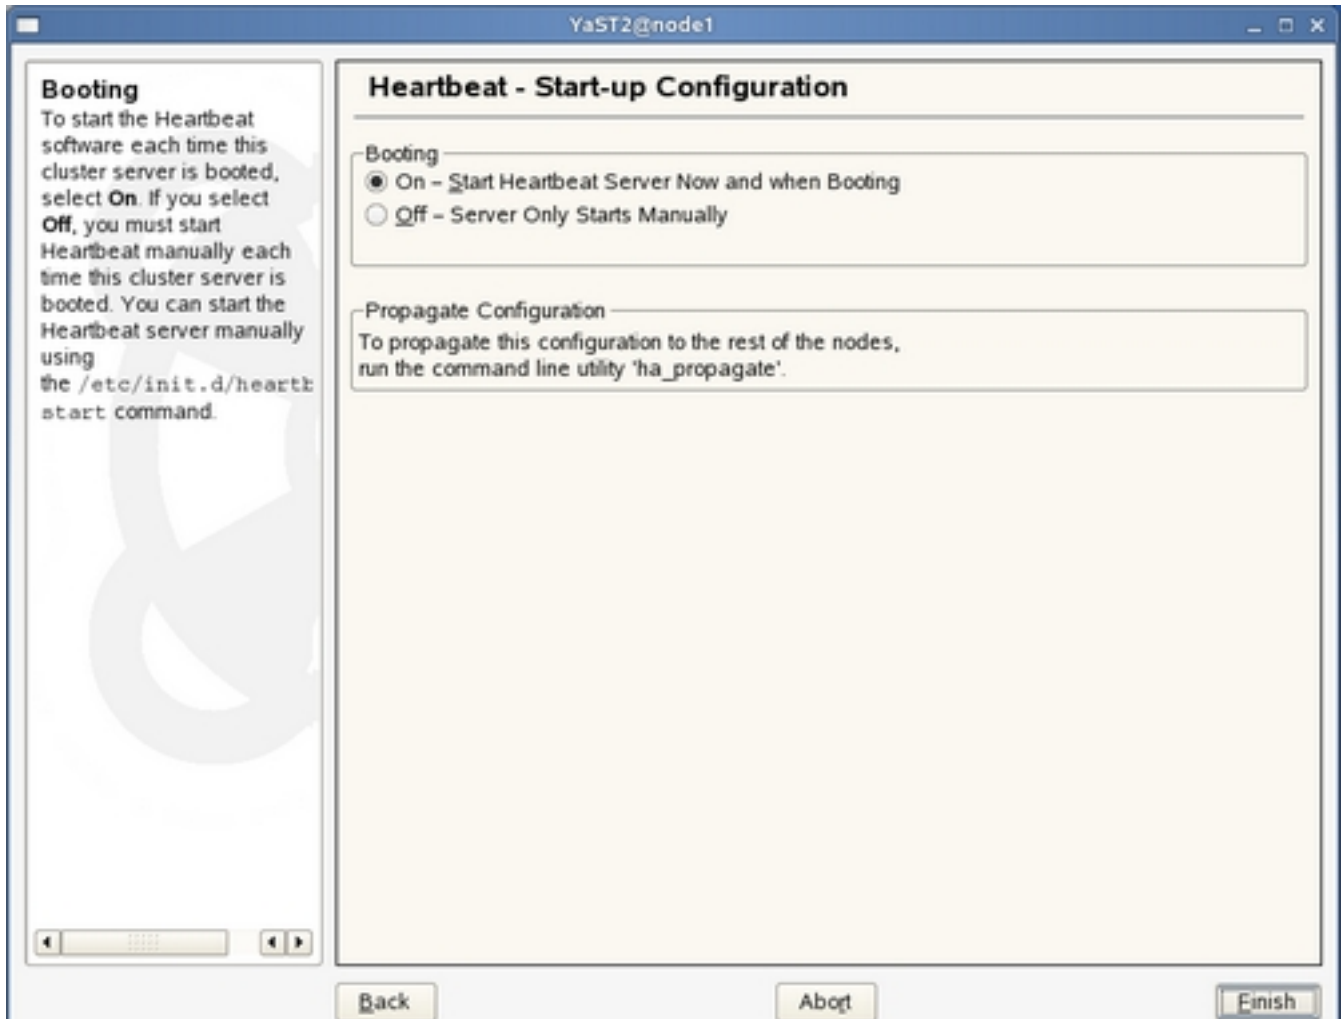 YaST2@node1
Booting
To start the Heartbeat
software each time this
cluster server is booted,
select On. If you select
Off, you must start
Heartbeat manually each
time this cluster server is
booted. You can start the
Heartbeat server manually
using
the /etc/init.d/heartb
start command.
Heartbeat - Start-up Configuration
Booting
On – Start Heartbeat Server Now and when Booting
Off – Server Only Starts Manually
Propagate Configuration
To propagate this configuration to the rest of the nodes,
run the command line utility 'ha_propagate'.
Back
Abort
Finish